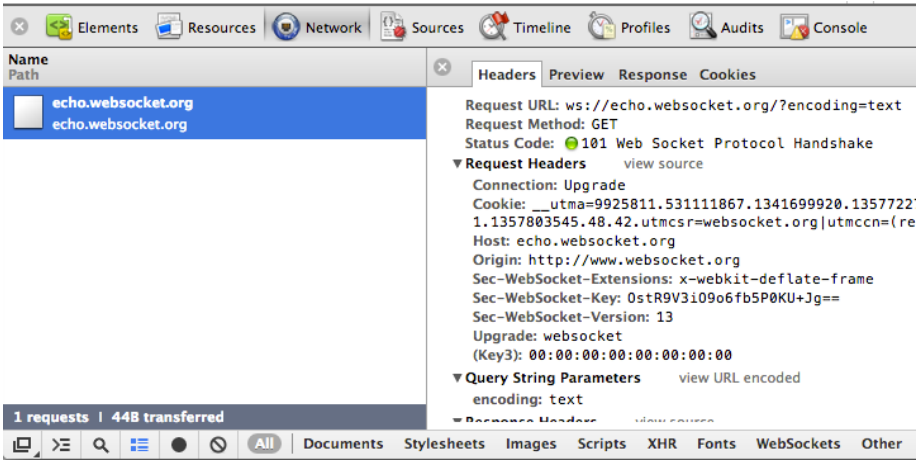 Elements Resources Network Sources Timeline Profiles Audits Console
Name
Path
echo.websocket.org
echo.websocket.org
Headers Preview Response Cookies
Request URL: ws://echo.websocket.org/?encoding=text
Request Method: GET
Status Code: 101 Web Socket Protocol Handshake
Request Headers view source
Connection: Upgrade
Cookie: __utma=9925811.531111867.1341699920.1357722
1.1357803545.48.42.utmcsr=websocket.org|utmccn=(re
Host: echo.websocket.org
Origin: http://www.websocket.org
Sec-WebSocket-Extensions: x-webkit-deflate-frame
Sec-WebSocket-Key: OstR9V3iO9o6fb5P0KU+Jg==
Sec-WebSocket-Version: 13
Upgrade: websocket
(Key3): 00:00:00:00:00:00:00:00
Query String Parameters view URL encoded
encoding: text
Response Headers view source
1 requests | 44B transferred
All Documents Stylesheets Images Scripts XHR Fonts WebSockets Other